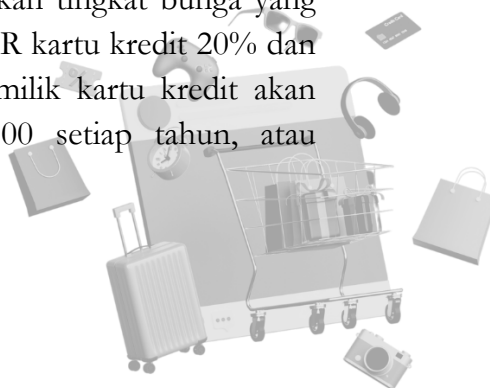 kan tingkat bunga yang
R kartu kredit 20% dan
milik kartu kredit akan
00 setiap tahun, atau